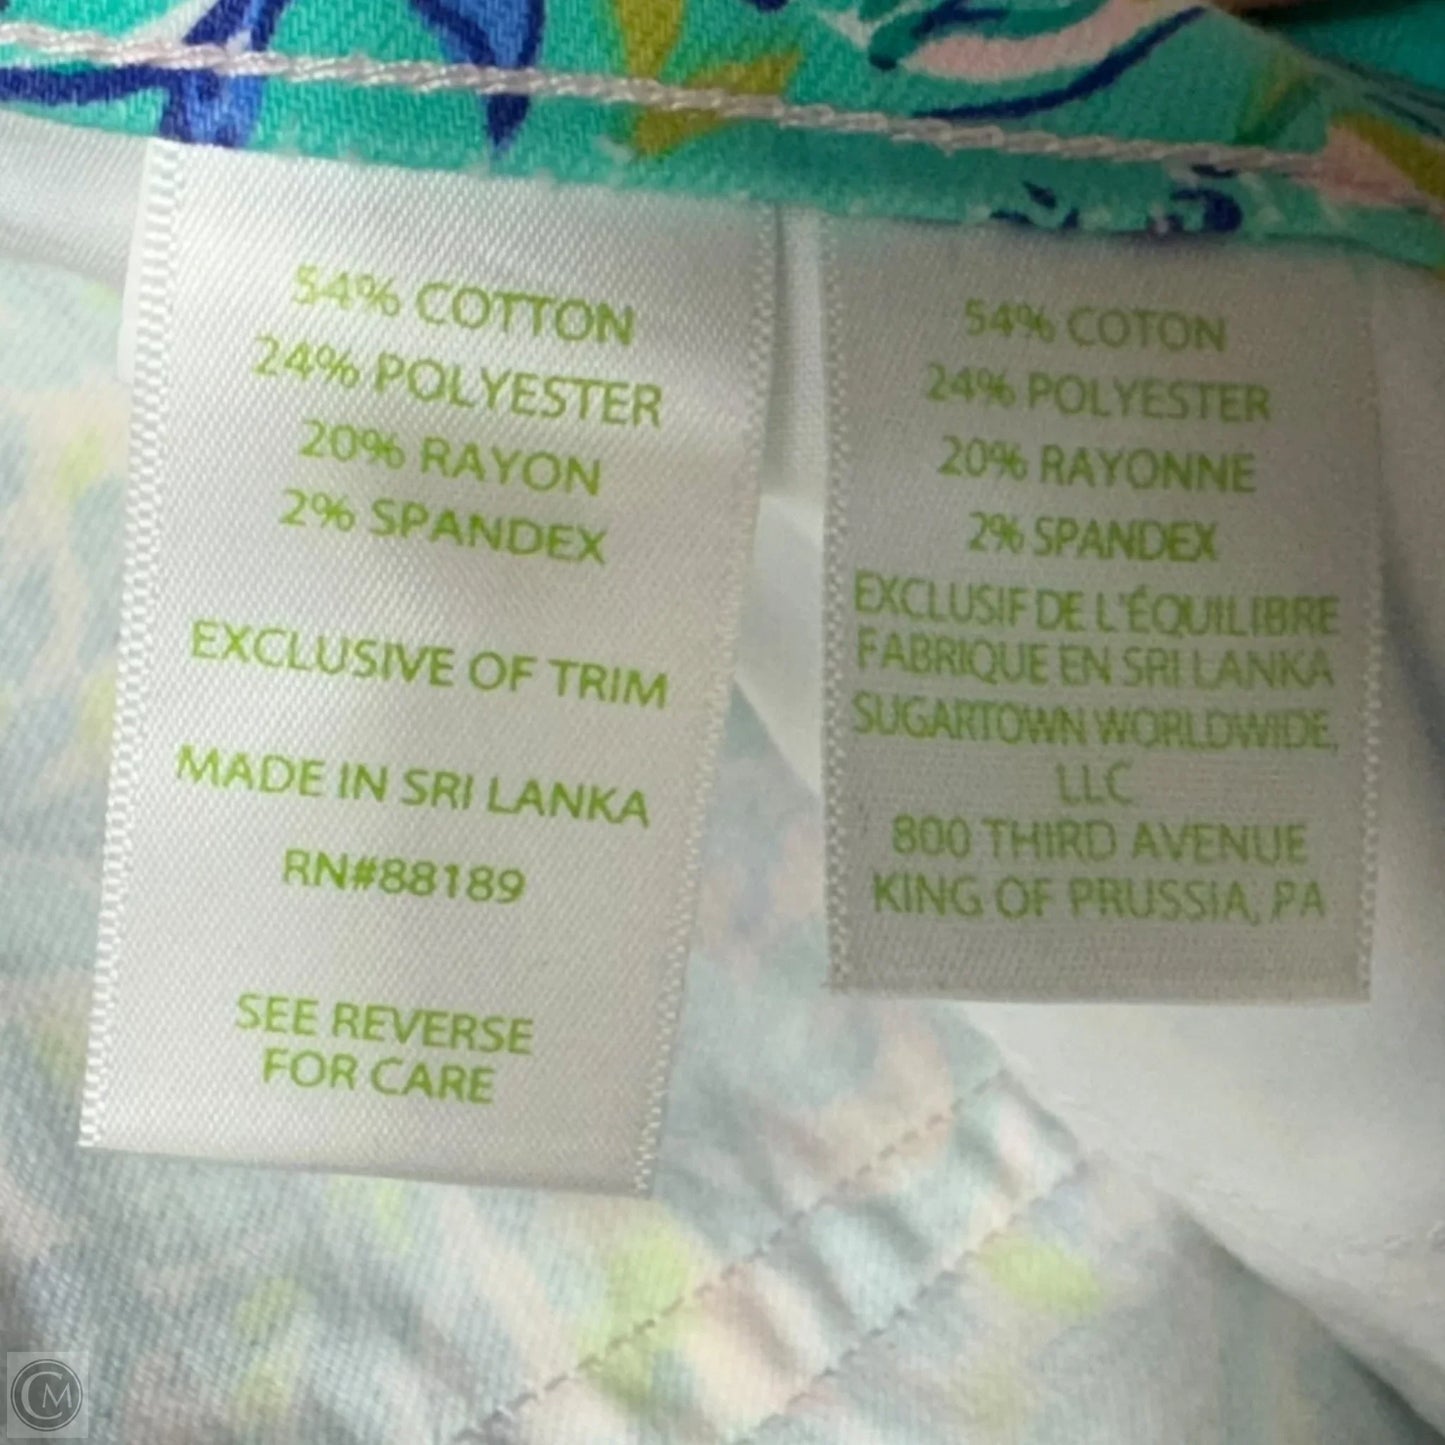 54% COTTON
24% POLYESTER
20% RAYON
2% SPANDEX
EXCLUSIVE OF TRIM
MADE IN SRI LANKA
RN#88189
SEE REVERSE
FOR CARE
54% COTON
24% POLYESTER
20% RAYONNE
2% SPANDEX
EXCLUSIF DE L'ÉQUILIBRE
FABRIQUE EN SRI LANKA
SUGARTOWN WORLDWIDE,
LLC
800 THIRD AVENUE
KING OF PRUSSIA, PA
CM